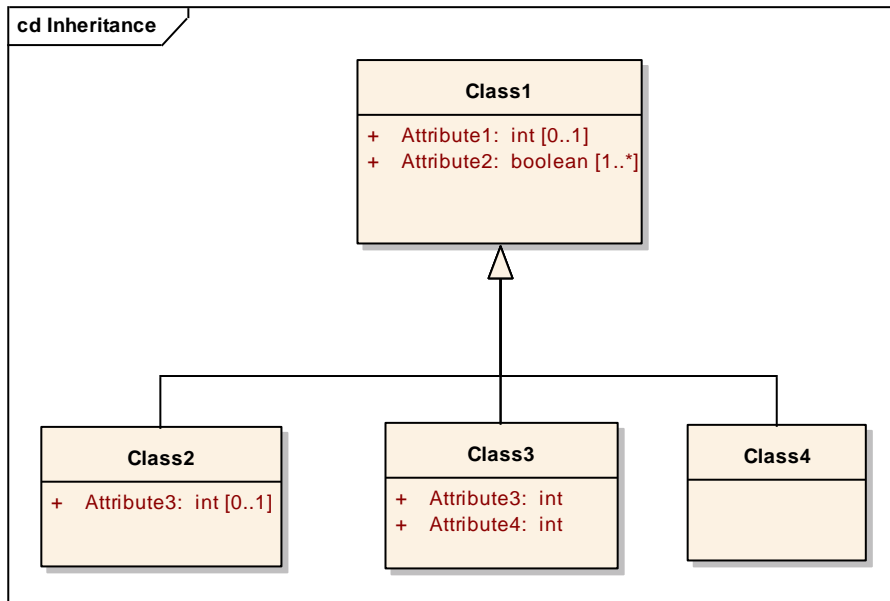 cd Inheritance
Class1
+ Attribute1: int [0..1]
+ Attribute2: boolean [1..*]
Class2
+ Attribute3: int [0..1]
Class3
+ Attribute3: int
+ Attribute4: int
Class4